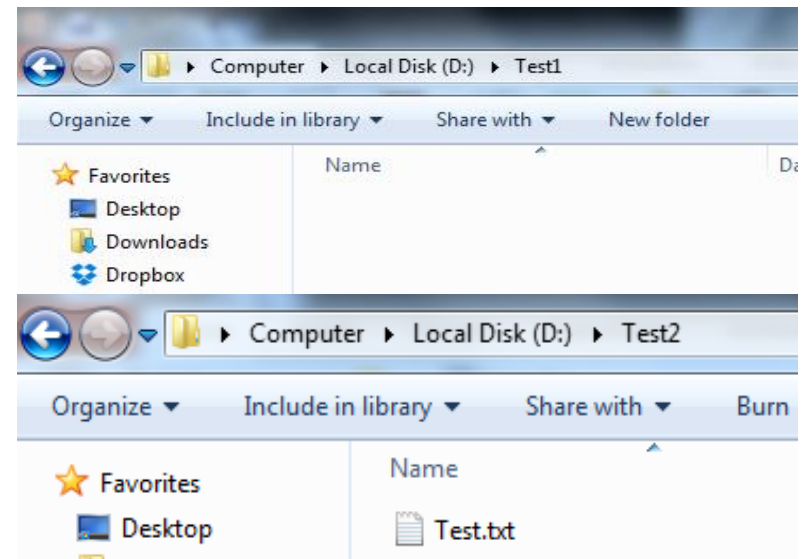 Computer Local Disk (D:) Test1
Organize Include in library Share with New folder
Favorites Name Da
Desktop
Downloads
Dropbox
Computer Local Disk (D:) Test2
Organize Include in library Share with Burn
Favorites Name
Desktop Test.txt